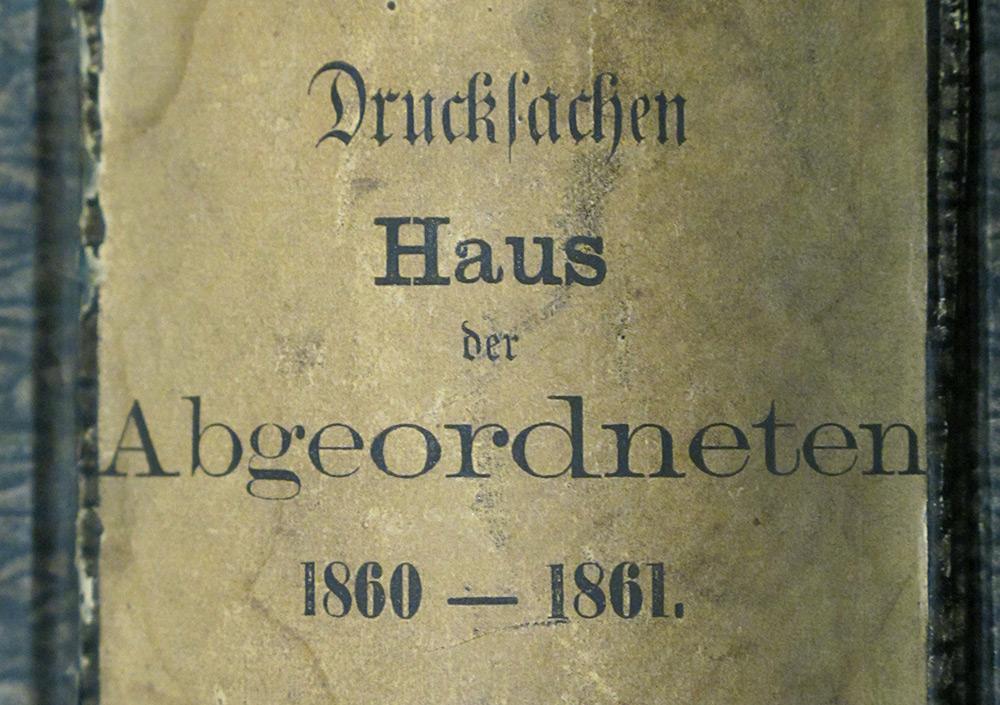 Druckſachen
Haus
der
Abgeordneten
1860 — 1861.